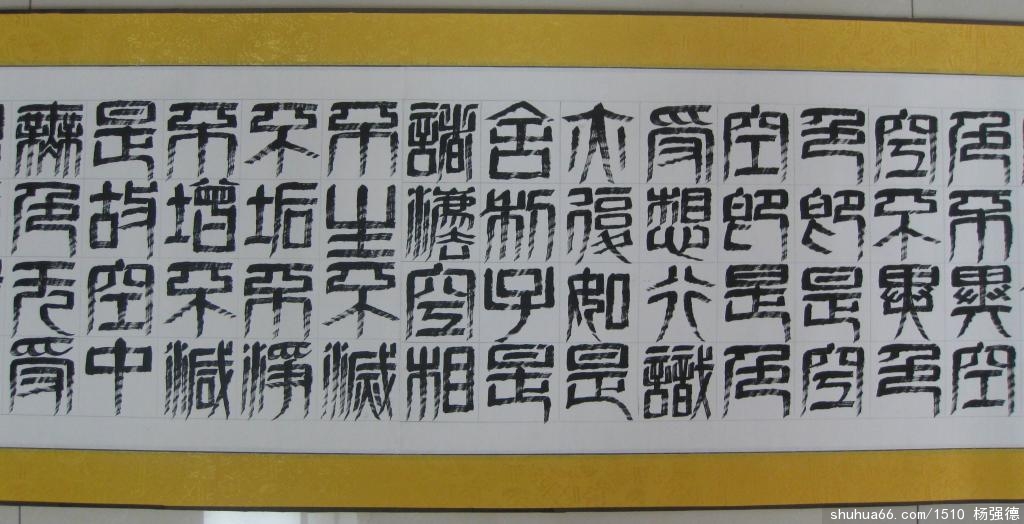 色不異空
空不異色
色即是空
空即是色
受想行識
亦復如是
舍利子是
諸法空相
不生不滅
不垢不淨
不增不減
是故空中
無色无受
shuhua66.com/1510 杨强德